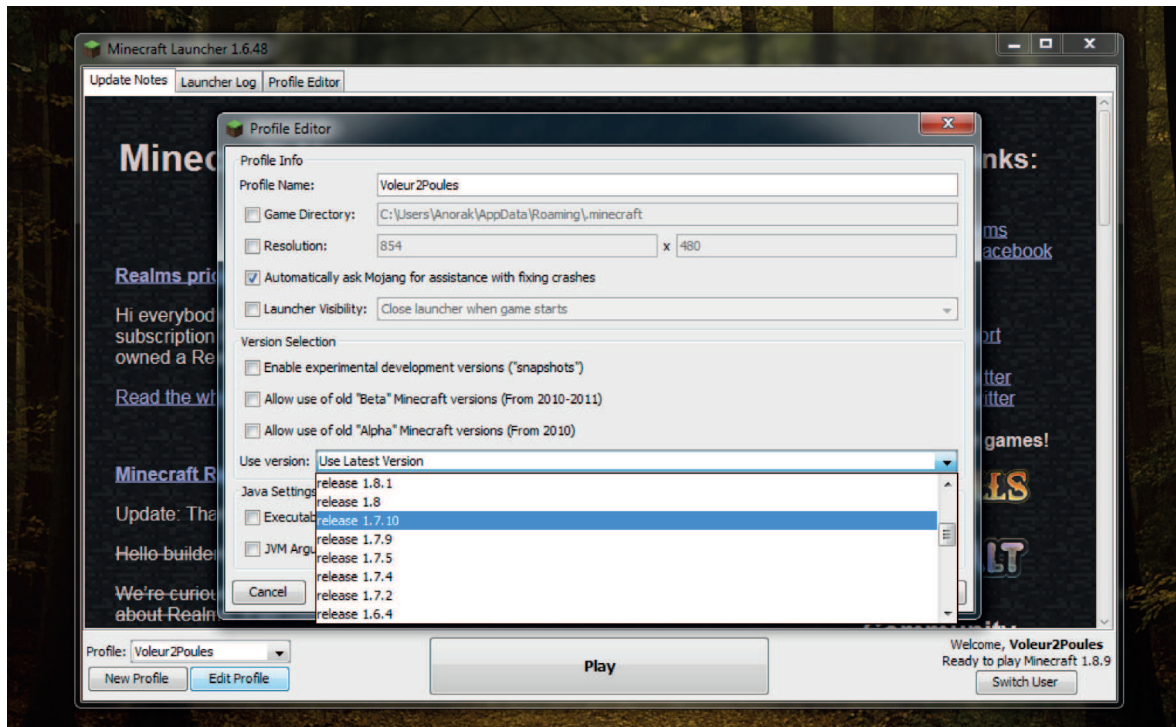 Minecraft Launcher 1.6.48
Update Notes Launcher Log Profile Editor
Profile Editor
Minec
nks:
Profile Info
Profile Name: Voleur2Poules
Game Directory: C:\Users\Anorak\AppData\Roaming\.minecraft
ms
Resolution: 854 x 480
acebook
Realms pric
Automatically ask Mojang for assistance with fixing crashes
Hi everybod
Launcher Visibility: Close launcher when game starts
subscription
ort
owned a Re
Version Selection
Enable experimental development versions ("snapshots")
tter
Read the wh
Allow use of old "Beta" Minecraft versions (From 2010-2011)
itter
Allow use of old "Alpha" Minecraft versions (From 2010)
games!
Use version: Use Latest Version
Minecraft R
release 1.8.1
Java Settings
release 1.8
Update: Tha
Executab
release 1.7.10
release 1.7.9
Hello builde
JVM Argu
release 1.7.5
release 1.7.4
We're curiou
Cancel
release 1.7.2
about Realm
release 1.6.4
Profile: Voleur2Poules
Play
Welcome, Voleur2Poules
Ready to play Minecraft 1.8.9
New Profile Edit Profile
Switch User